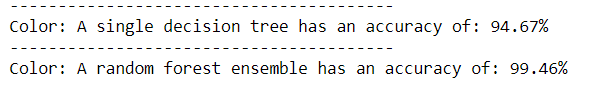 ----------------------------------------
Color: A single decision tree has an accuracy of: 94.67%
----------------------------------------
Color: A random forest ensemble has an accuracy of: 99.46%